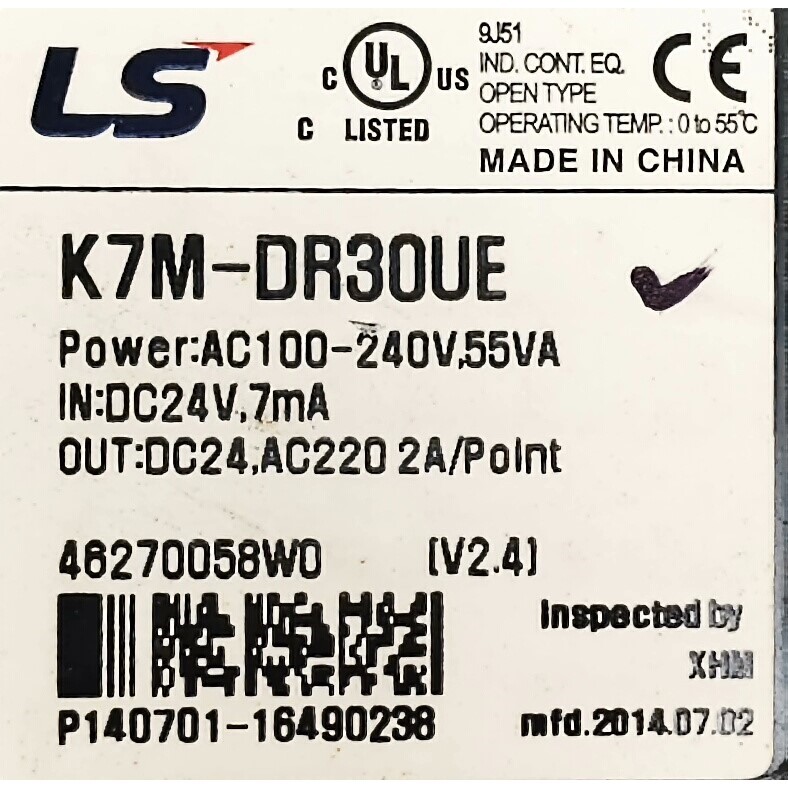 LS
C UL US
C LISTED
9J51
IND. CONT. EQ.
OPEN TYPE
OPERATING TEMP. : 0 to 55℃
CE
MADE IN CHINA
K7M-DR30UE
Power:AC100-240V,55VA
IN:DC24V,7mA
OUT:DC24,AC220 2A/Point
46270058W0 [V2.4]
Inspected by
XHM
P140701-16490238
mfd.2014.07.02